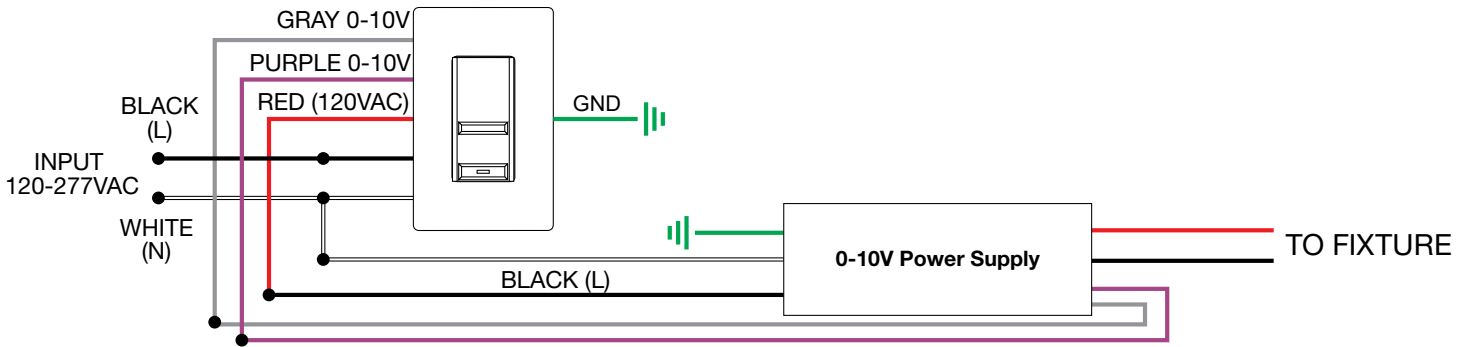 GRAY 0-10V
PURPLE 0-10V
RED (120VAC)
GND
BLACK
(L)
INPUT
120-277VAC
WHITE
(N)
BLACK (L)
0-10V Power Supply
TO FIXTURE